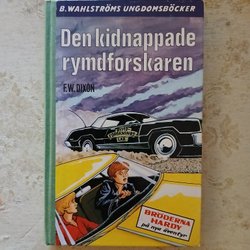 B. WAHLSTRÖMS UNGDOMSBÖCKER
Den kidnappade
rymdforskaren
F.W. DIXON
BRÖDERNA
HARDY
på nya äventyr